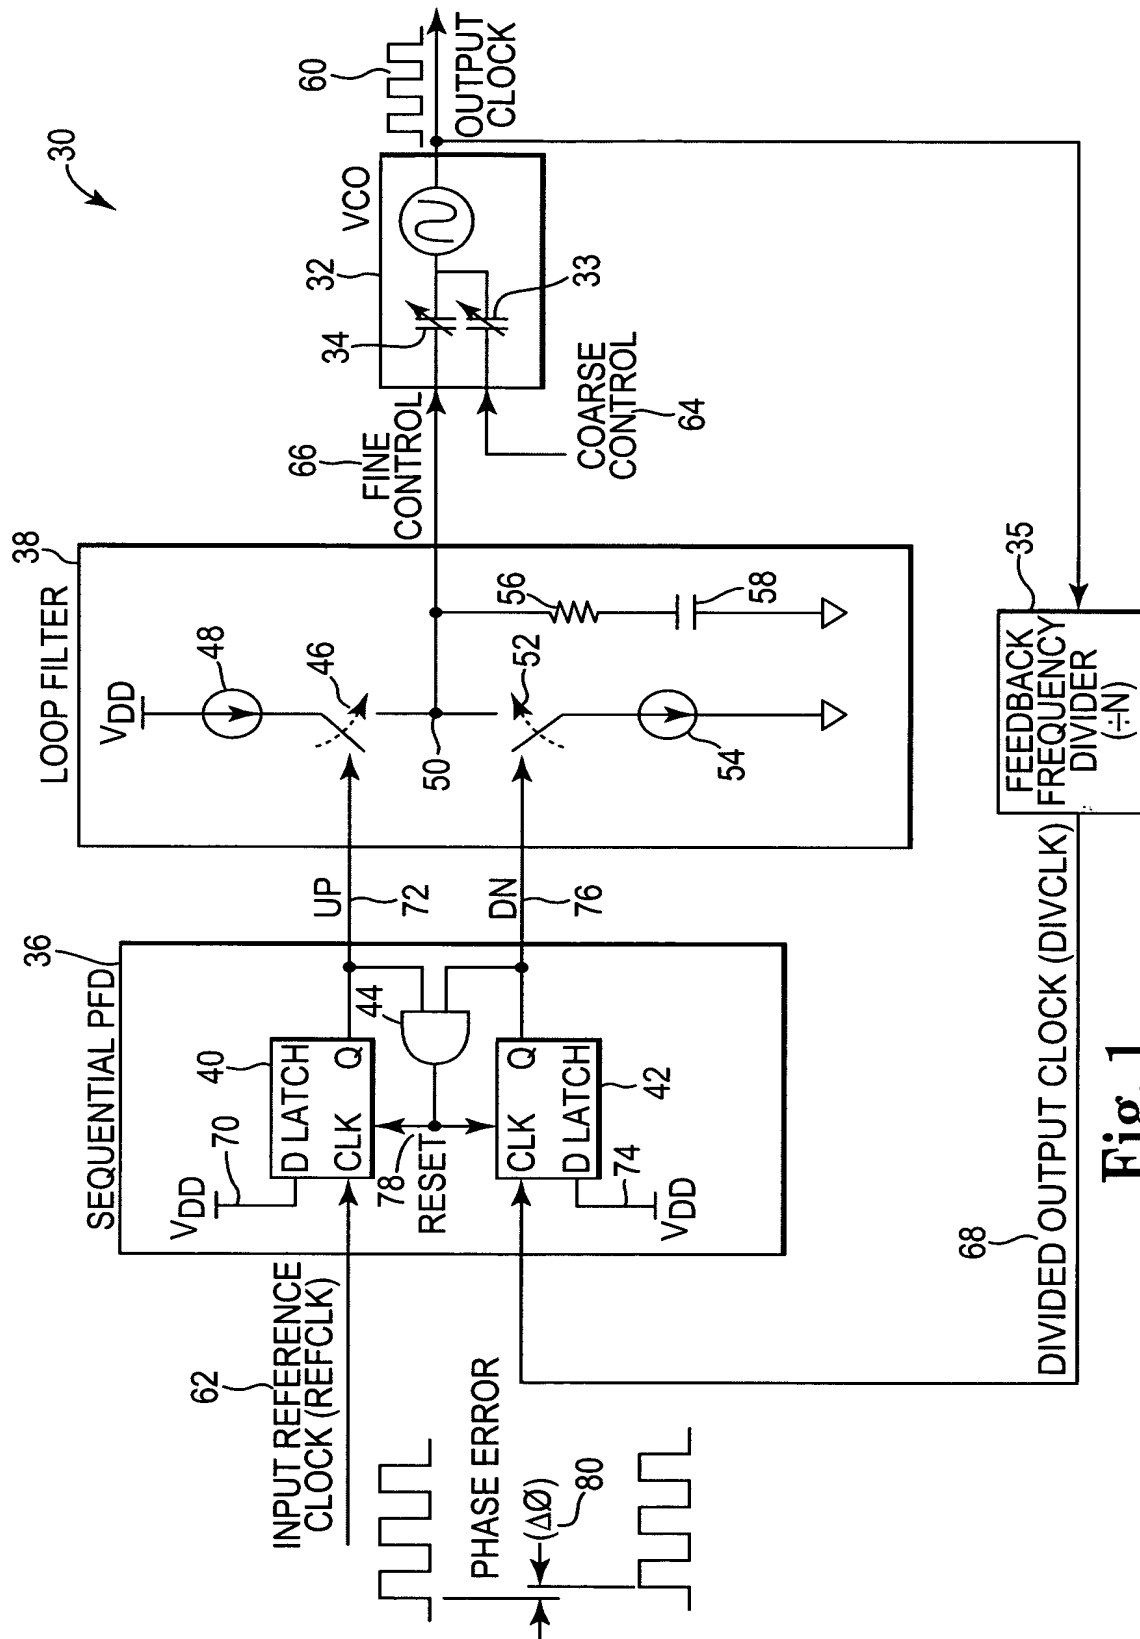 30
60
OUTPUT
CLOCK
VCO
32
34
33
66
FINE
CONTROL
COARSE
CONTROL
64
38
LOOP FILTER
VDD
48
46
50
52
54
56
58
UP
72
DN
76
36
SEQUENTIAL PFD
VDD
70
40
D LATCH
CLK Q
44
78
RESET
CLK Q
D LATCH
42
74
VDD
62
INPUT REFERENCE
CLOCK (REFCLK)
PHASE ERROR
(ΔØ)
80
35
FEEDBACK
FREQUENCY
DIVIDER
(÷N)
68
DIVIDED OUTPUT CLOCK (DIVCLK)
Fig. 1